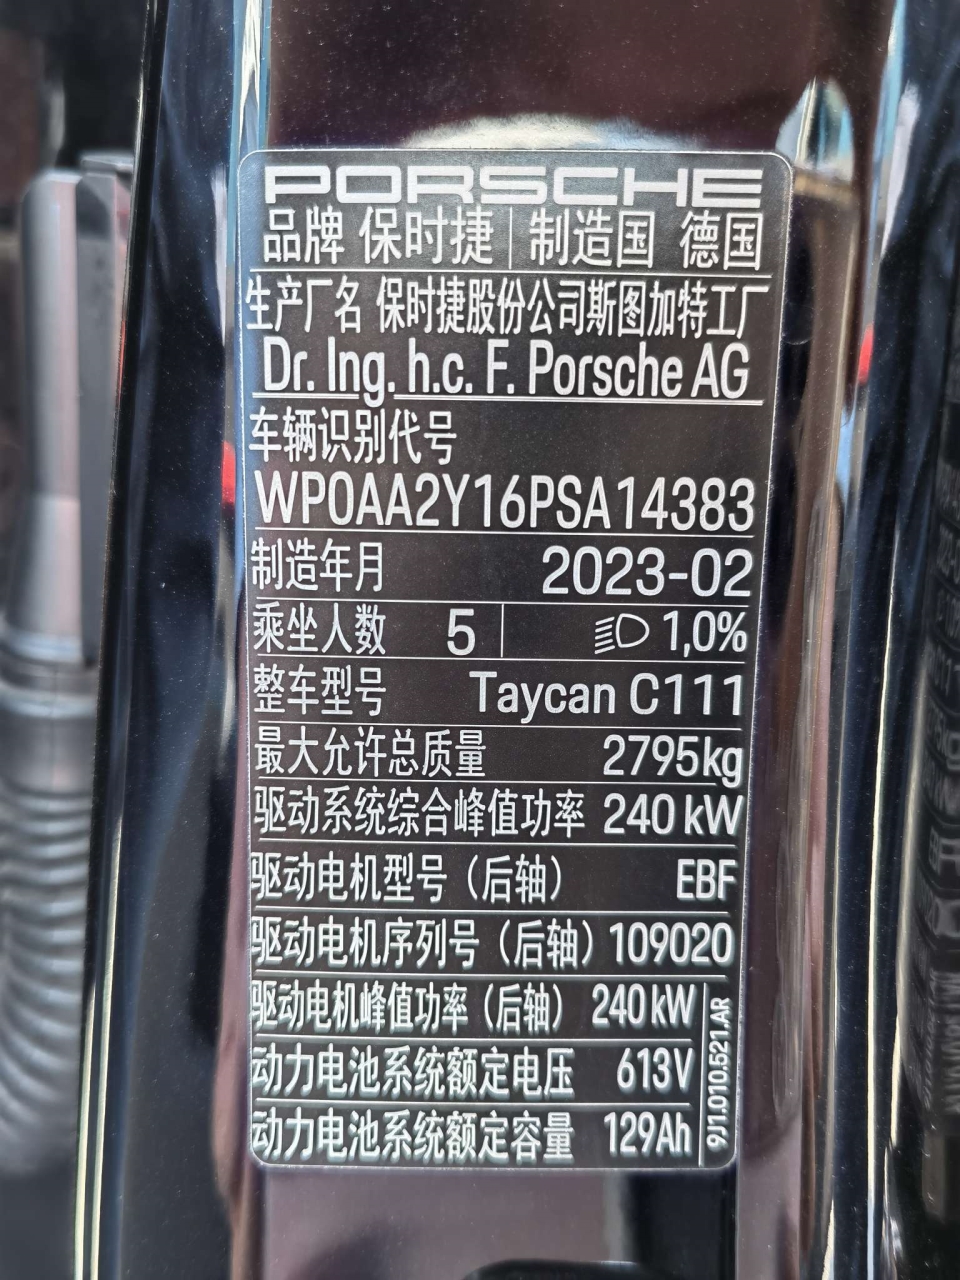 PORSCHE
品牌 保时捷 制造国 德国
生产厂名 保时捷股份公司斯图加特工厂
Dr. Ing. h.c. F. Porsche AG
车辆识别代号
WP0AA2Y16PSA14383
制造年月 2023-02
乘坐人数 5 1,0%
整车型号 Taycan C111
最大允许总质量 2795kg
驱动系统综合峰值功率 240 kW
驱动电机型号（后轴） EBF
驱动电机序列号（后轴）109020
驱动电机峰值功率（后轴） 240 kW
动力电池系统额定电压 613V
动力电池系统额定容量 129Ah
9J1.010.521.AR